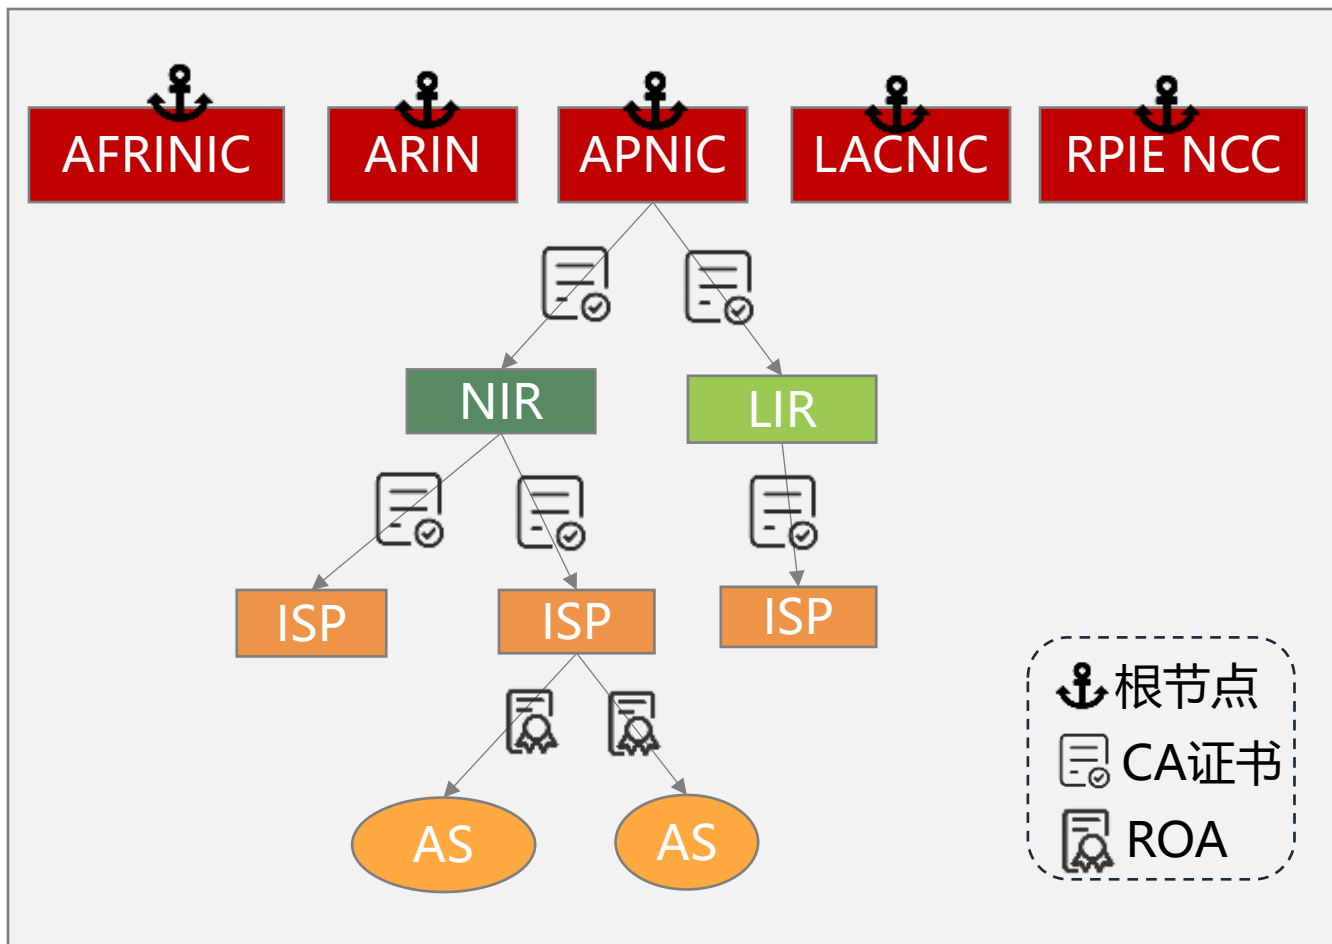 AFRINIC
ARIN
APNIC
LACNIC
RPIE NCC
NIR
LIR
ISP
ISP
ISP
AS
AS
根节点
CA证书
ROA